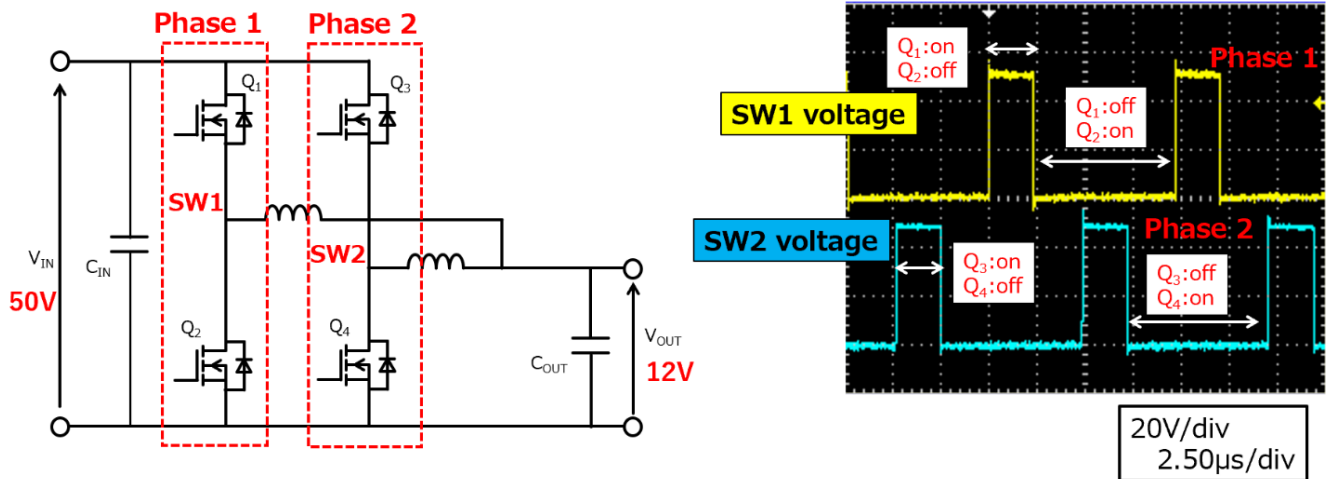 Phase 1
Phase 2
Q1
Q3
SW1
SW2
VIN
50V
CIN
Q2
Q4
COUT
VOUT
12V
Q1:on
Q2:off
Phase 1
SW1 voltage
Q1:off
Q2:on
SW2 voltage
Phase 2
Q3:on
Q4:off
Q3:off
Q4:on
20V/div
2.50μs/div